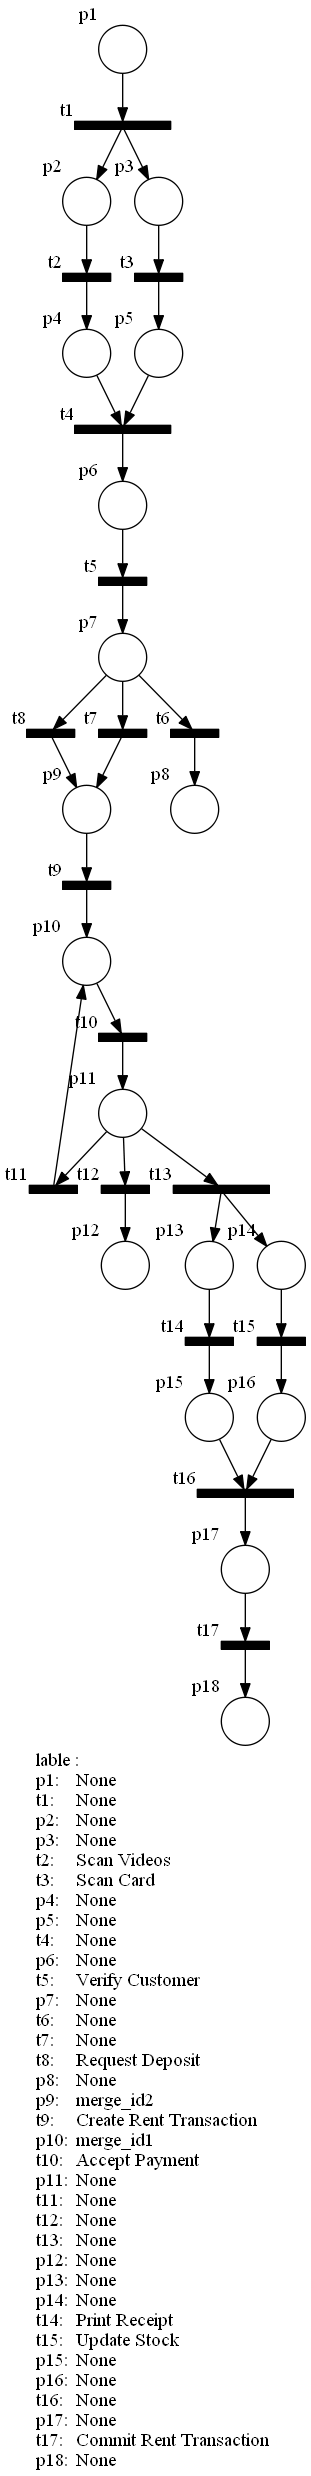 p1
t1
p2 p3
t2 t3
p4 p5
t4
p6
t5
p7
t8 t7 t6
p9 p8
t9
p10
t10
p11
t11 t12 t13
p12 p13 p14
t14 t15
p15 p16
t16
p17
t17
p18
lable :
p1: None
t1: None
p2: None
p3: None
t2: Scan Videos
t3: Scan Card
p4: None
p5: None
t4: None
p6: None
t5: Verify Customer
p7: None
t6: None
t7: None
t8: Request Deposit
p8: None
p9: merge_id2
t9: Create Rent Transaction
p10: merge_id1
t10: Accept Payment
p11: None
t11: None
t12: None
t13: None
p12: None
p13: None
p14: None
t14: Print Receipt
t15: Update Stock
p15: None
p16: None
t16: None
p17: None
t17: Commit Rent Transaction
p18: None